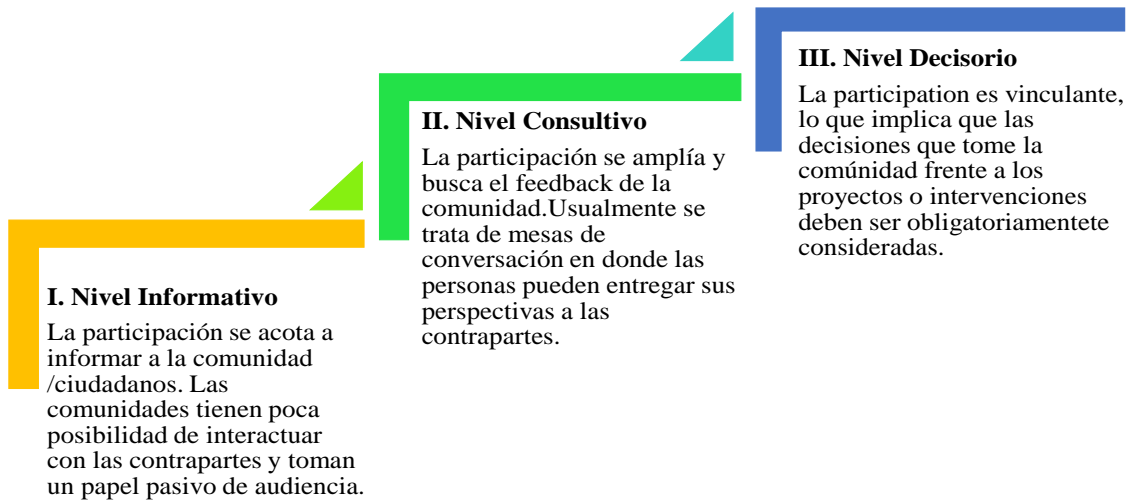 I. Nivel Informativo
La participación se acota a
informar a la comunidad
/ciudadanos. Las
comunidades tienen poca
posibilidad de interactuar
con las contrapartes y toman
un papel pasivo de audiencia.
II. Nivel Consultivo
La participación se amplía y
busca el feedback de la
comunidad.Usualmente se
trata de mesas de
conversación en donde las
personas pueden entregar sus
perspectivas a las
contrapartes.
III. Nivel Decisorio
La participation es vinculante,
lo que implica que las
decisiones que tome la
comúnidad frente a los
proyectos o intervenciones
deben ser obligatoriamentete
consideradas.